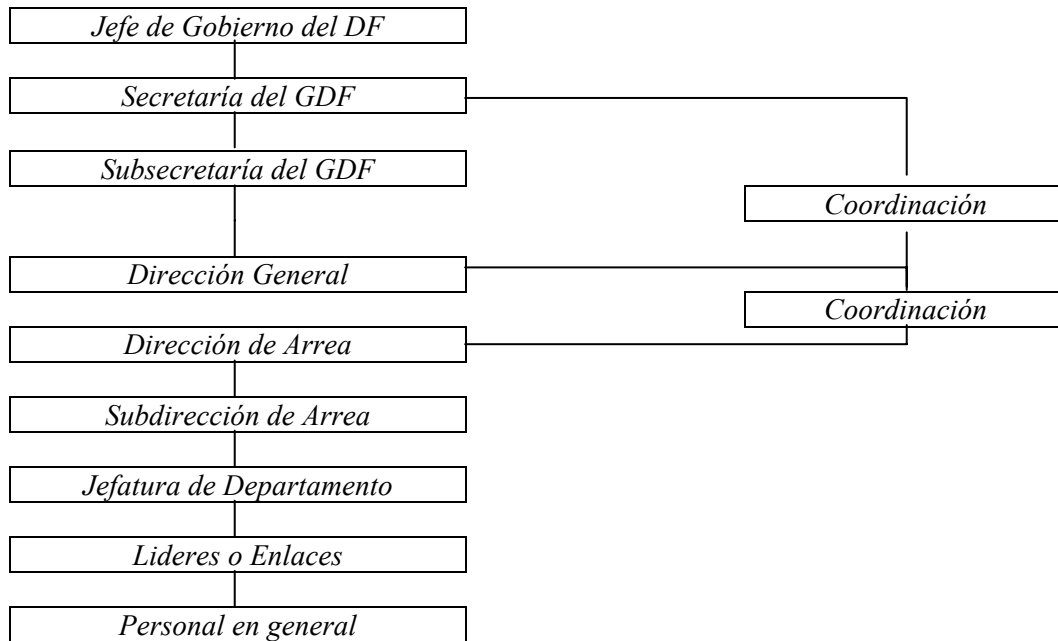 Jefe de Gobierno del DF
Secretaría del GDF
Subsecretaría del GDF
Coordinación
Dirección General
Coordinación
Dirección de Arrea
Subdirección de Arrea
Jefatura de Departamento
Lideres o Enlaces
Personal en general